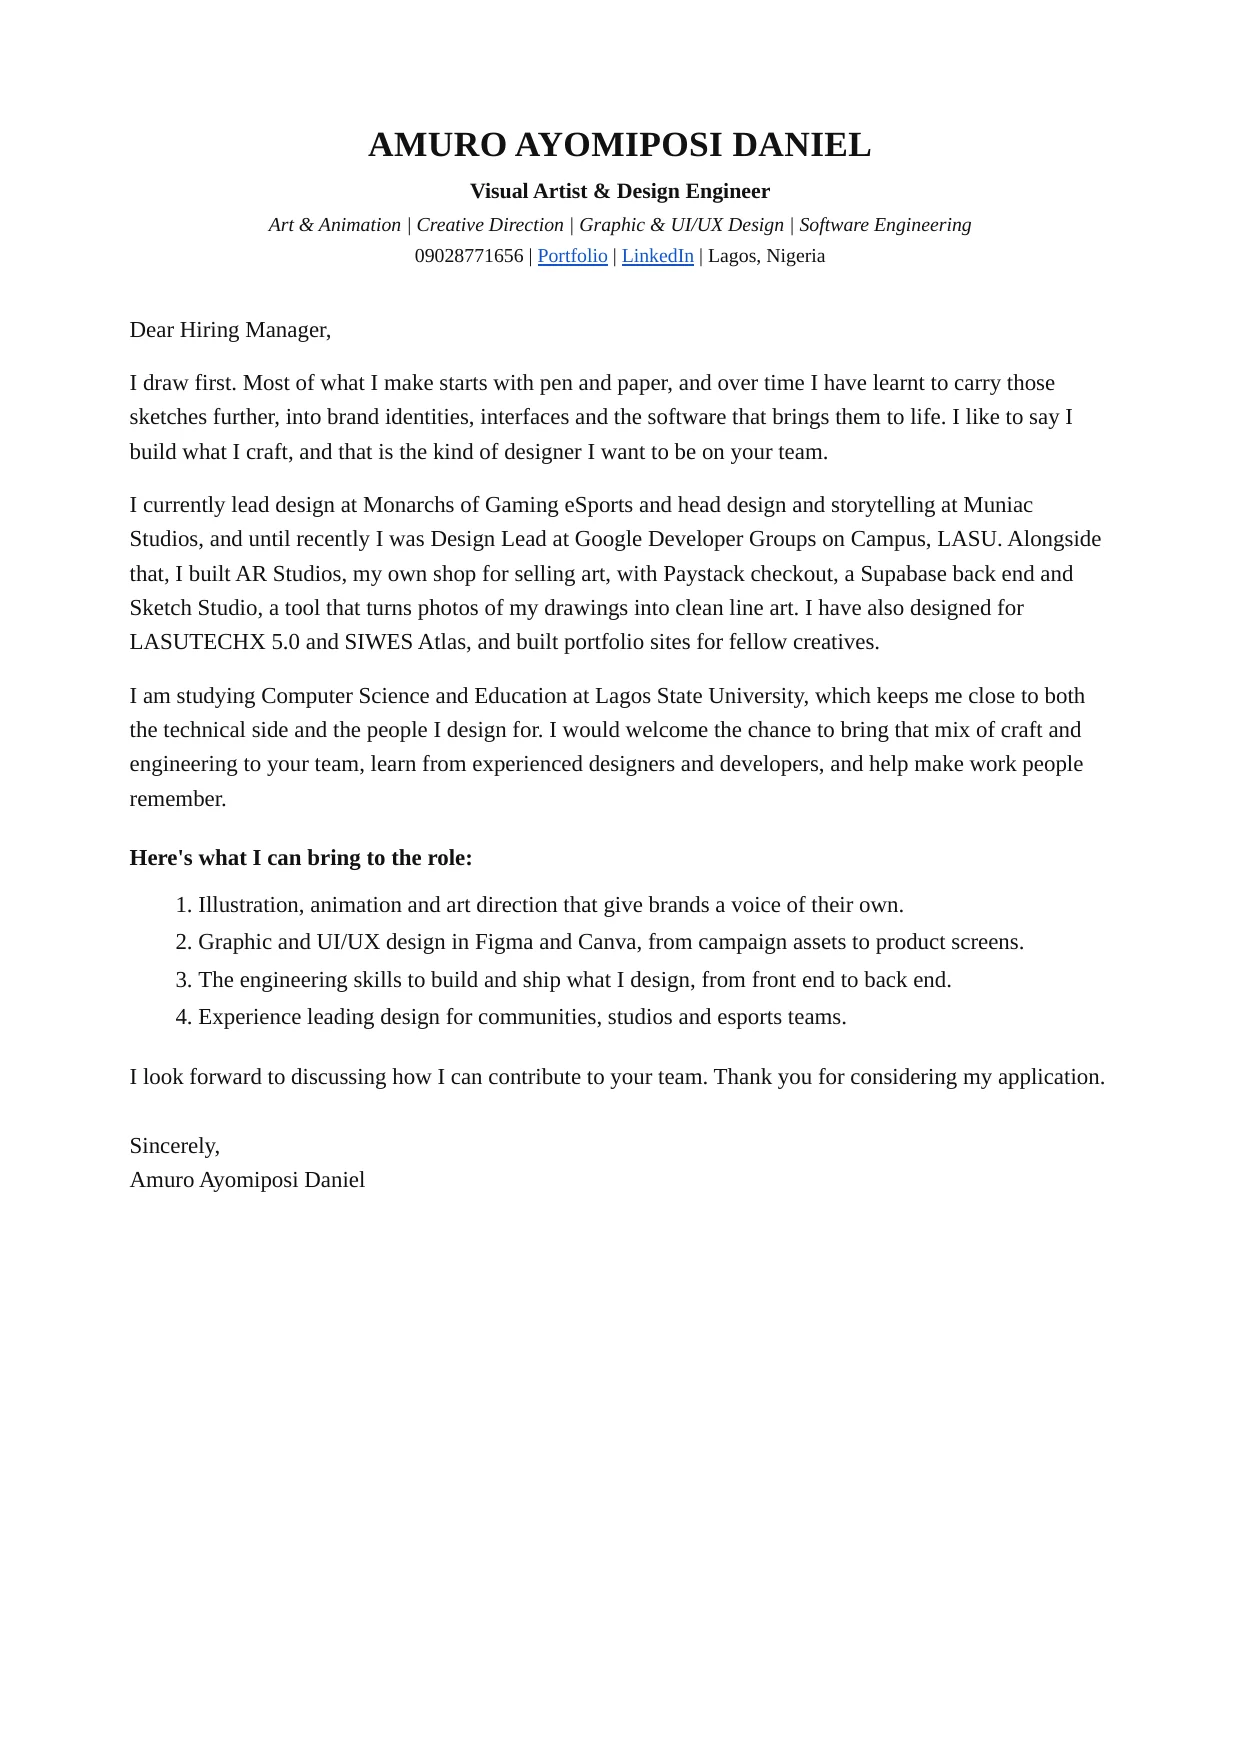 AMURO AYOMIPOSI DANIEL
Visual Artist & Design Engineer
Art & Animation | Creative Direction | Graphic & UI/UX Design | Software Engineering
09028771656 | Portfolio | LinkedIn | Lagos, Nigeria
Dear Hiring Manager,
I draw first. Most of what I make starts with pen and paper, and over time I have learnt to carry those
sketches further, into brand identities, interfaces and the software that brings them to life. I like to say I
build what I craft, and that is the kind of designer I want to be on your team.
I currently lead design at Monarchs of Gaming eSports and head design and storytelling at Muniac
Studios, and until recently I was Design Lead at Google Developer Groups on Campus, LASU. Alongside
that, I built AR Studios, my own shop for selling art, with Paystack checkout, a Supabase back end and
Sketch Studio, a tool that turns photos of my drawings into clean line art. I have also designed for
LASUTECHX 5.0 and SIWES Atlas, and built portfolio sites for fellow creatives.
I am studying Computer Science and Education at Lagos State University, which keeps me close to both
the technical side and the people I design for. I would welcome the chance to bring that mix of craft and
engineering to your team, learn from experienced designers and developers, and help make work people
remember.
Here's what I can bring to the role:
1. Illustration, animation and art direction that give brands a voice of their own.
2. Graphic and UI/UX design in Figma and Canva, from campaign assets to product screens.
3. The engineering skills to build and ship what I design, from front end to back end.
4. Experience leading design for communities, studios and esports teams.
I look forward to discussing how I can contribute to your team. Thank you for considering my application.
Sincerely,
Amuro Ayomiposi Daniel